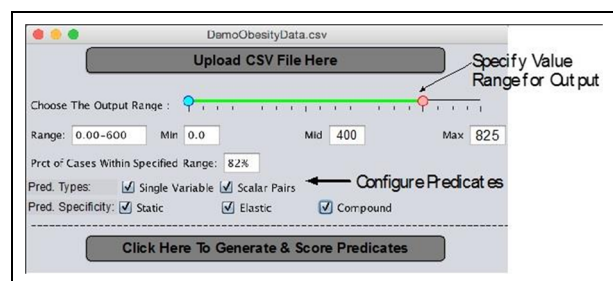 DemoObesityData.csv
Upload CSV File Here
Specify Value
Range for Output
Choose The Output Range :
Range: 0.00-600 Min 0.0 Mid 400 Max 825
Prct of Cases Within Specified Range: 82%
Pred. Types: Single Variable Scalar Pairs Configure Predicates
Pred. Specificity: Static Elastic Compound
Click Here To Generate & Score Predicates